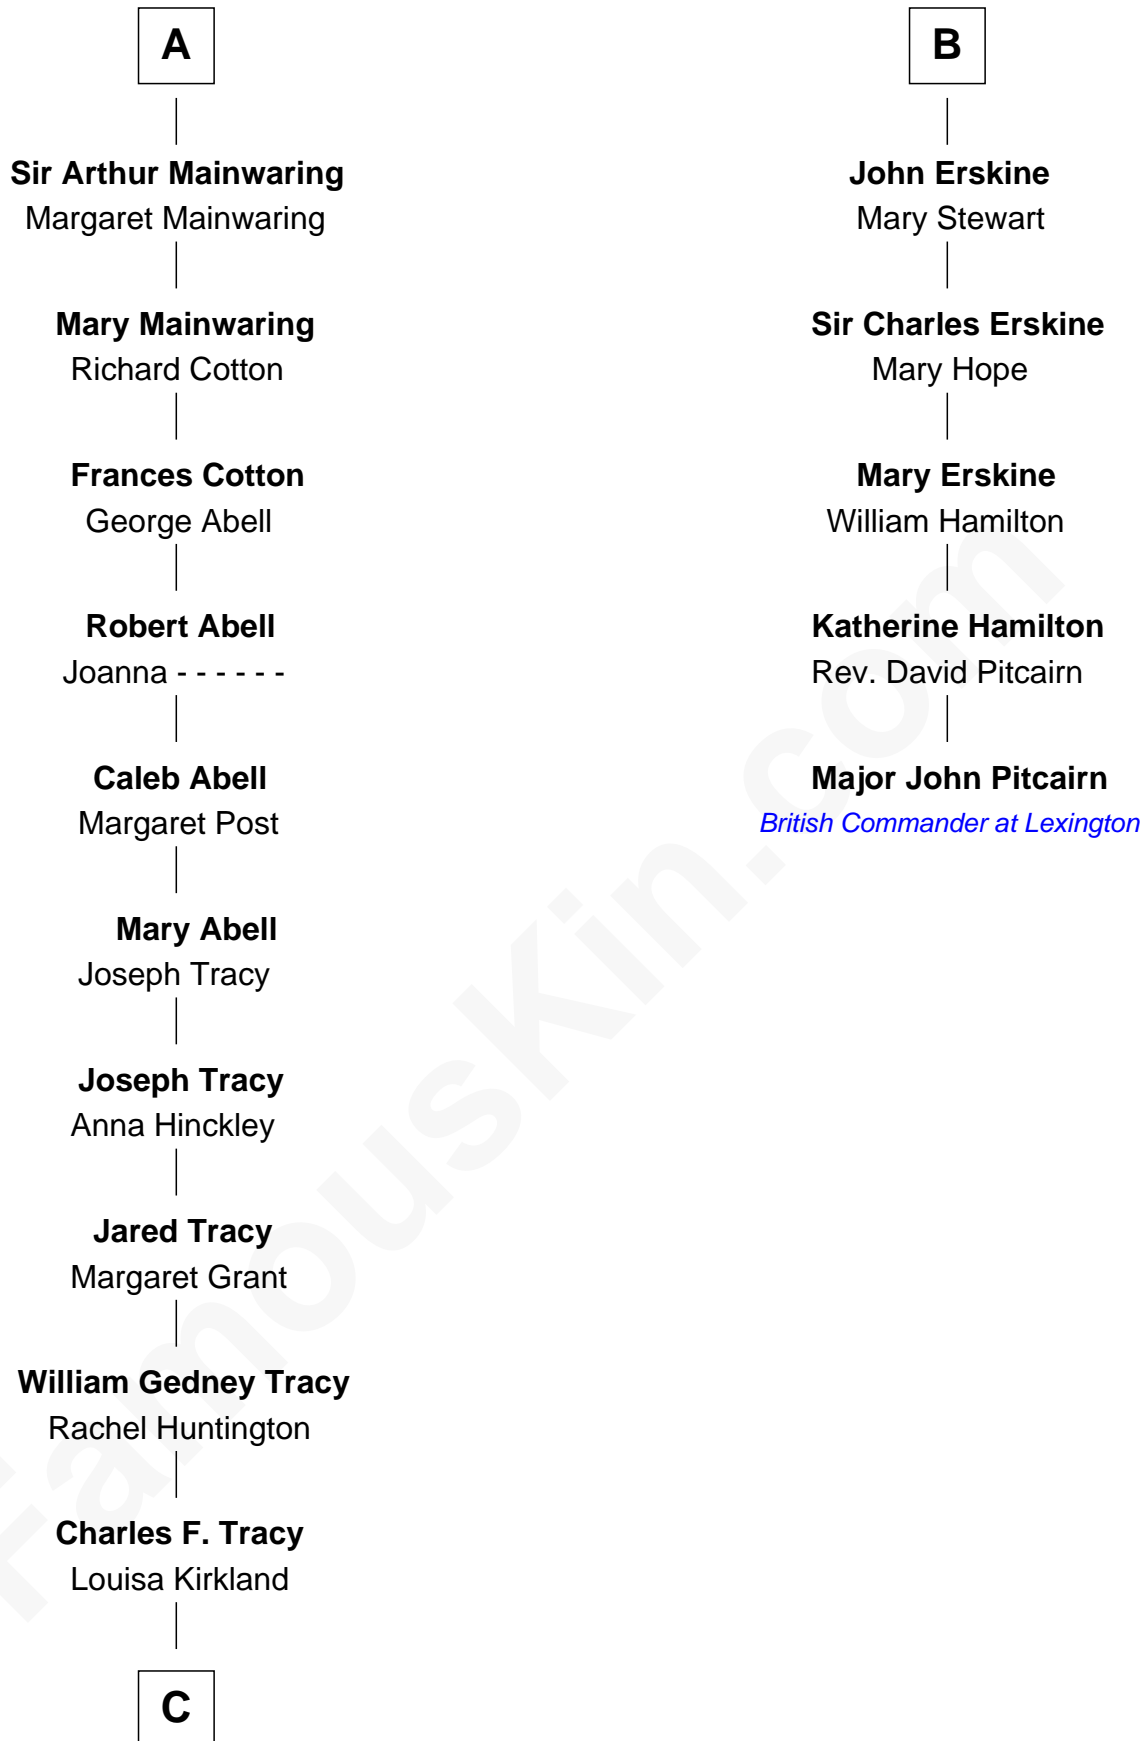 A
Sir Arthur Mainwaring
Margaret Mainwaring
Mary Mainwaring
Richard Cotton
Frances Cotton
George Abell
Robert Abell
Joanna - - - - - -
Caleb Abell
Margaret Post
Mary Abell
Joseph Tracy
Joseph Tracy
Anna Hinckley
Jared Tracy
Margaret Grant
William Gedney Tracy
Rachel Huntington
Charles F. Tracy
Louisa Kirkland
C
B
John Erskine
Mary Stewart
Sir Charles Erskine
Mary Hope
Mary Erskine
William Hamilton
Katherine Hamilton
Rev. David Pitcairn
Major John Pitcairn
British Commander at Lexington
FamousKin.com